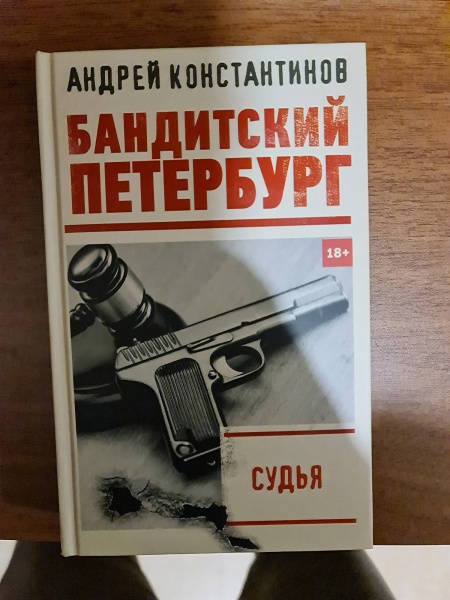 АНДРЕЙ КОНСТАНТИНОВ
БАНДИТСКИЙ
ПЕТЕРБУРГ
18+
СУДЬЯ